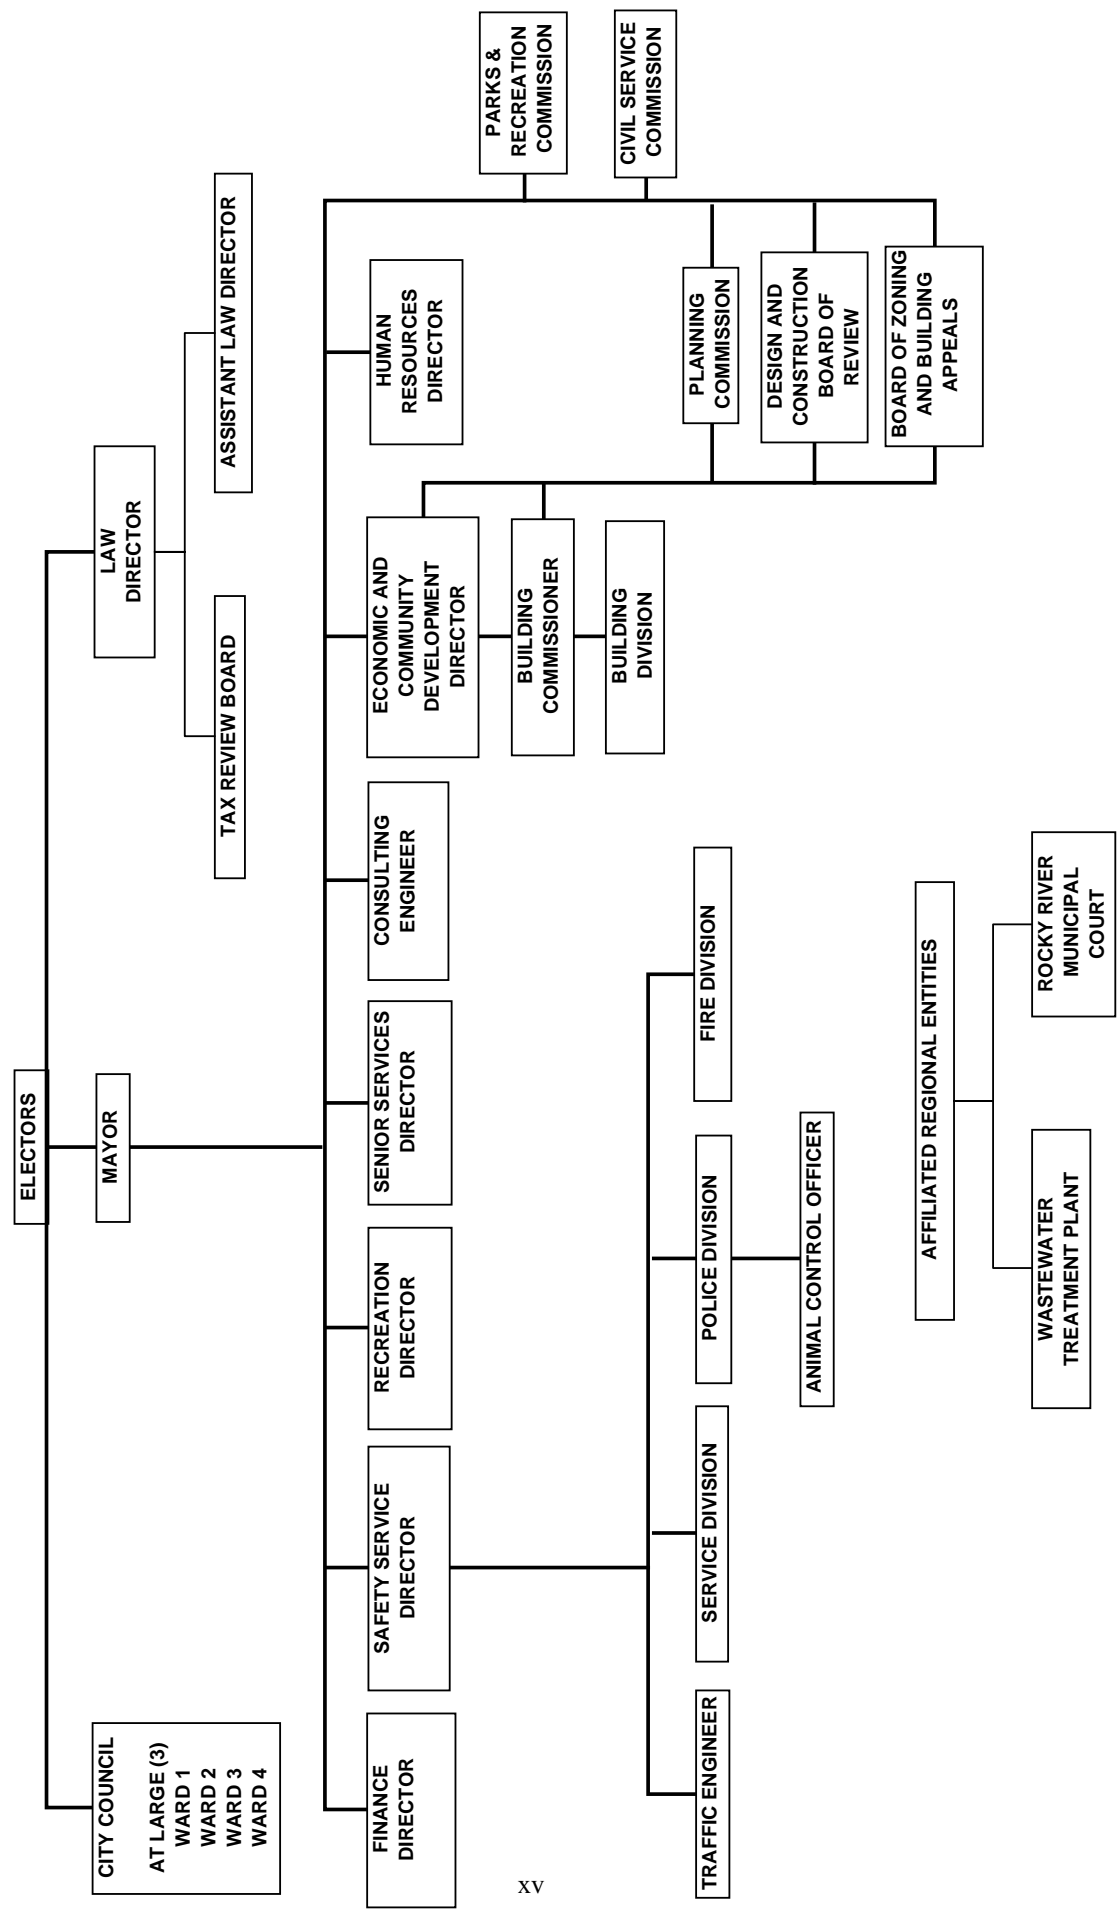 ELECTORS
CITY COUNCIL
AT LARGE (3)
WARD 1
WARD 2
WARD 3
WARD 4
MAYOR
LAW
DIRECTOR
TAX REVIEW BOARD
ASSISTANT LAW DIRECTOR
FINANCE
DIRECTOR
SAFETY SERVICE
DIRECTOR
RECREATION
DIRECTOR
SENIOR SERVICES
DIRECTOR
CONSULTING
ENGINEER
ECONOMIC AND
COMMUNITY
DEVELOPMENT
DIRECTOR
HUMAN
RESOURCES
DIRECTOR
PARKS &
RECREATION
COMMISSION
BUILDING
COMMISSIONER
CIVIL SERVICE
COMMISSION
BUILDING
DIVISION
TRAFFIC ENGINEER
SERVICE DIVISION
POLICE DIVISION
FIRE DIVISION
PLANNING
COMMISSION
ANIMAL CONTROL OFFICER
DESIGN AND
CONSTRUCTION
BOARD OF
REVIEW
BOARD OF ZONING
AND BUILDING
APPEALS
AFFILIATED REGIONAL ENTITIES
WASTEWATER
TREATMENT PLANT
ROCKY RIVER
MUNICIPAL
COURT
xv